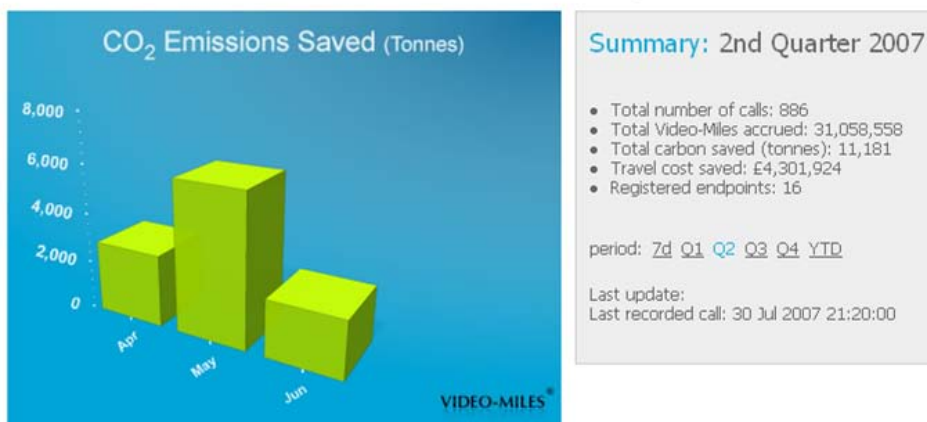 CO₂ Emissions Saved (Tonnes)
8,000
6,000
4,000
2,000
0
Apr
May
Jun
VIDEO-MILES®
Summary: 2nd Quarter 2007
• Total number of calls: 886
• Total Video-Miles accrued: 31,058,558
• Total carbon saved (tonnes): 11,181
• Travel cost saved: £4,301,924
• Registered endpoints: 16
period: 7d Q1 Q2 Q3 Q4 YTD
Last update:
Last recorded call: 30 Jul 2007 21:20:00